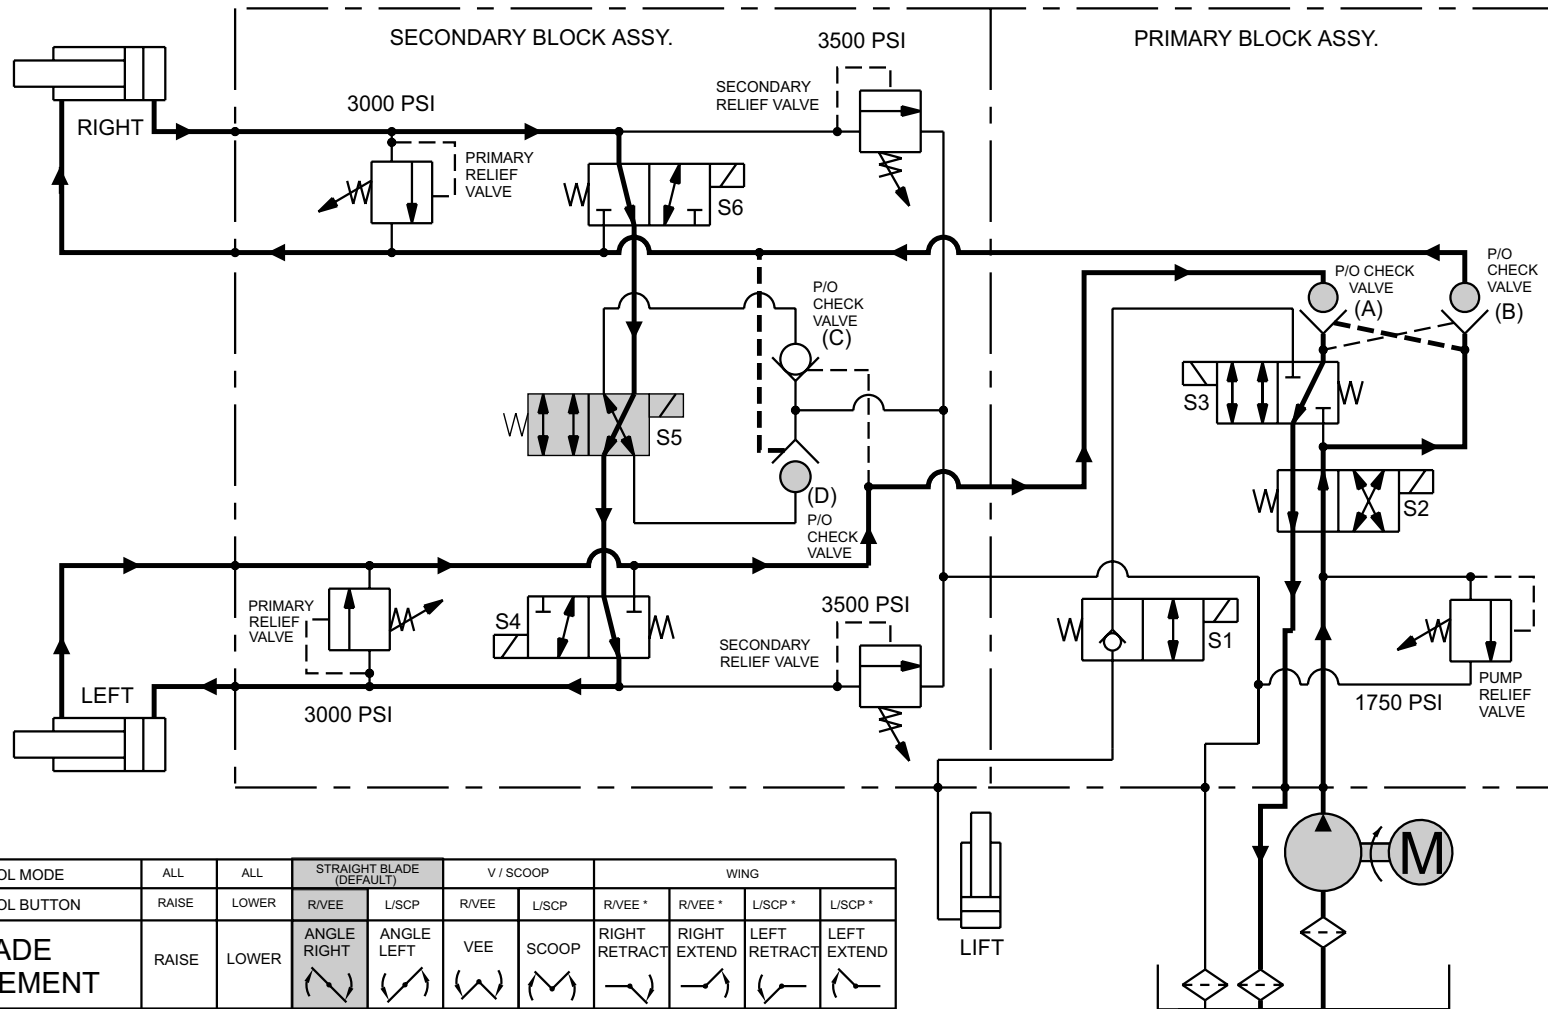 SECONDARY BLOCK ASSY.
3500 PSI
PRIMARY BLOCK ASSY.
SECONDARY
RELIEF VALVE
3000 PSI
RIGHT
PRIMARY
RELIEF
VALVE
S6
P/O
CHECK
VALVE
(B)
P/O CHECK
VALVE
(A)
P/O
CHECK
VALVE
(C)
S3
S5
(D)
P/O
CHECK
VALVE
S2
PRIMARY
RELIEF
VALVE
S4
3500 PSI
S1
SECONDARY
RELIEF VALVE
LEFT
3000 PSI
1750 PSI
PUMP
RELIEF
VALVE
M
LIFT
OL MODE ALL ALL STRAIGHT BLADE V / SCOOP WING
(DEFAULT)
OL BUTTON RAISE LOWER R/VEE L/SCP R/VEE L/SCP R/VEE * R/VEE * L/SCP * L/SCP *
ADE
EMENT
RAISE
LOWER
ANGLE
RIGHT
ANGLE
LEFT
VEE
SCOOP
RIGHT
RETRACT
RIGHT
EXTEND
LEFT
RETRACT
LEFT
EXTEND